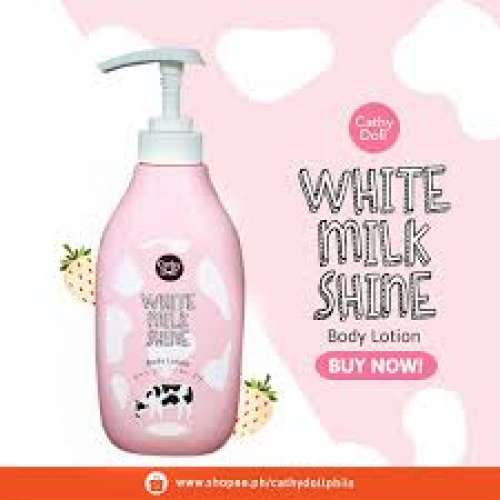 Cathy
Doll
WHITE
MILK
SHINE
Body Lotion
BUY NOW!
WHITE
MILK
SHINE
Body Lotion
www.shopee.ph/cathydollphils